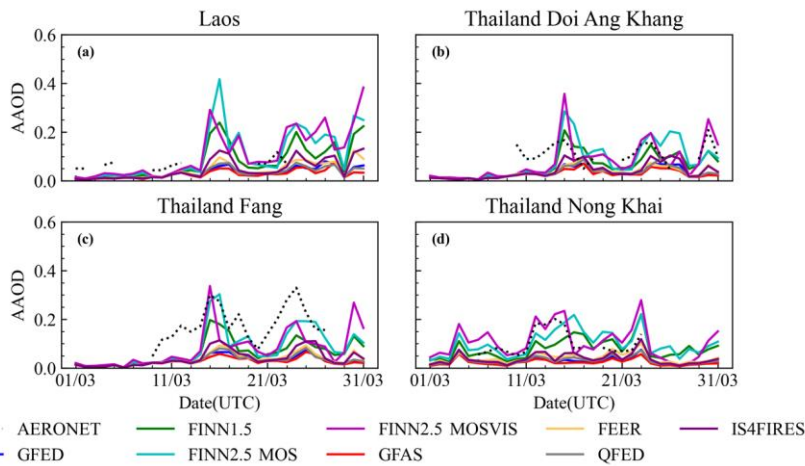 Laos
Thailand Doi Ang Khang
0.6
(a)
(b)
AAOD
0.4
0.2
0.0
Thailand Fang
Thailand Nong Khai
0.6
(c)
(d)
AAOD
0.4
0.2
0.0
01/03 11/03 21/03 31/03
01/03 11/03 21/03 31/03
Date(UTC)
Date(UTC)
AERONET FINN1.5 FINN2.5 MOSVIS FEER IS4FIRES
GFED FINN2.5 MOS GFAS QFED